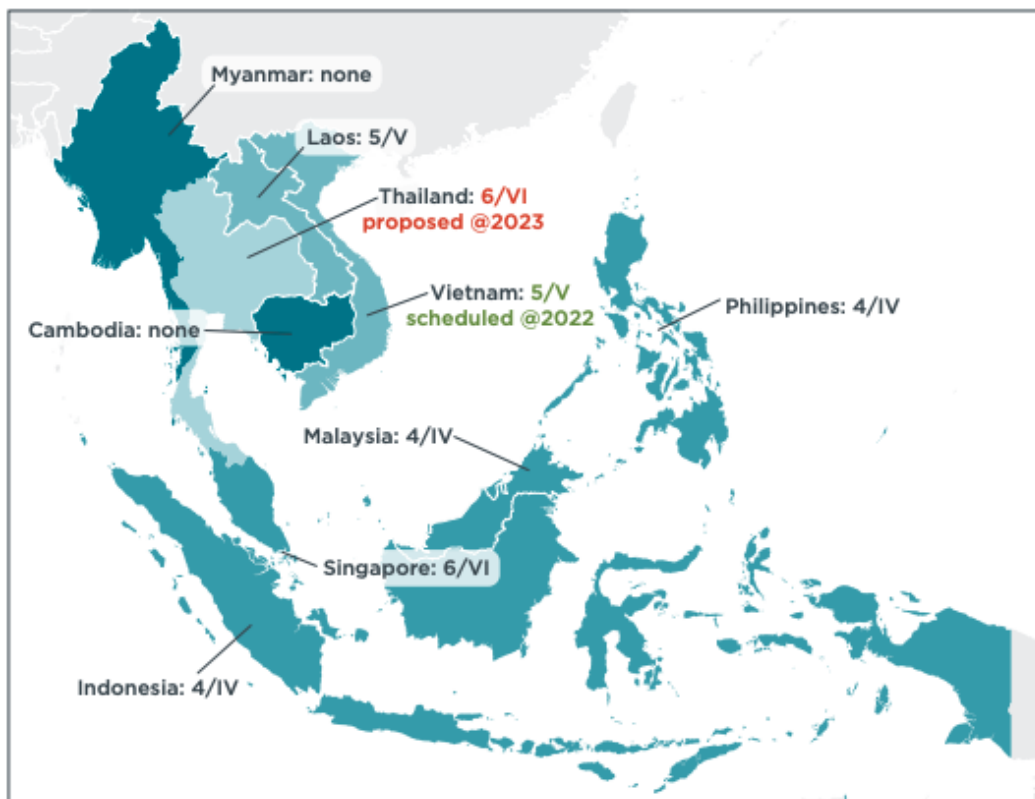 Myanmar: none
Laos: 5/V
Thailand: 6/VI
proposed @2023
Vietnam: 5/V
scheduled @2022
Philippines: 4/IV
Cambodia: none
Malaysia: 4/IV
Singapore: 6/VI
Indonesia: 4/IV